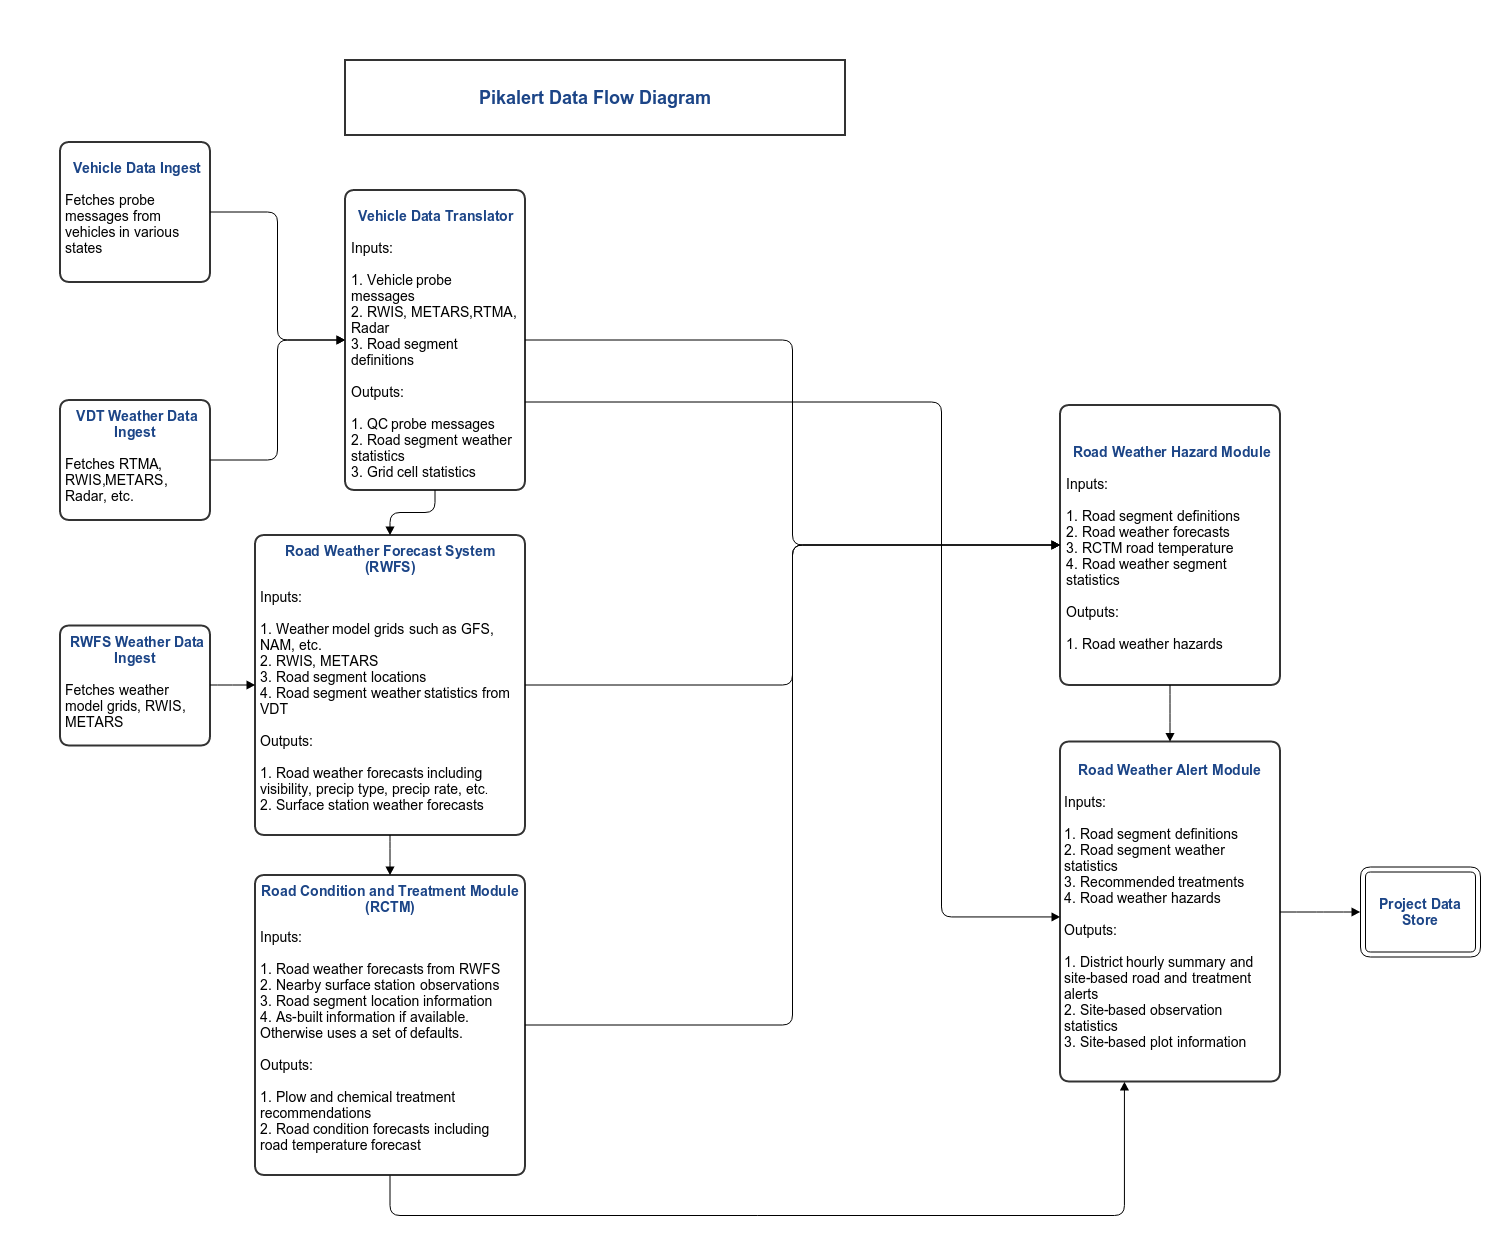 Pikalert Data Flow Diagram
Vehicle Data Ingest
Fetches probe
messages from
vehicles in various
states
VDT Weather Data
Ingest
Fetches RTMA,
RWIS,METARS,
Radar, etc.
RWFS Weather Data
Ingest
Fetches weather
model grids, RWIS,
METARS
Vehicle Data Translator
Inputs:
1. Vehicle probe
messages
2. RWIS, METARS,RTMA,
Radar
3. Road segment
definitions
Outputs:
1. QC probe messages
2. Road segment weather
statistics
3. Grid cell statistics
Road Weather Forecast System
(RWFS)
Inputs:
1. Weather model grids such as GFS,
NAM, etc.
2. RWIS, METARS
3. Road segment locations
4. Road segment weather statistics from
VDT
Outputs:
1. Road weather forecasts including
visibility, precip type, precip rate, etc.
2. Surface station weather forecasts
Road Condition and Treatment Module
(RCTM)
Inputs:
1. Road weather forecasts from RWFS
2. Nearby surface station observations
3. Road segment location information
4. As-built information if available.
Otherwise uses a set of defaults.
Outputs:
1. Plow and chemical treatment
recommendations
2. Road condition forecasts including
road temperature forecast
Road Weather Hazard Module
Inputs:
1. Road segment definitions
2. Road weather forecasts
3. RCTM road temperature
4. Road weather segment
statistics
Outputs:
1. Road weather hazards
Road Weather Alert Module
Inputs:
1. Road segment definitions
2. Road segment weather
statistics
3. Recommended treatments
4. Road weather hazards
Outputs:
1. District hourly summary and
site-based road and treatment
alerts
2. Site-based observation
statistics
3. Site-based plot information
Project Data
Store